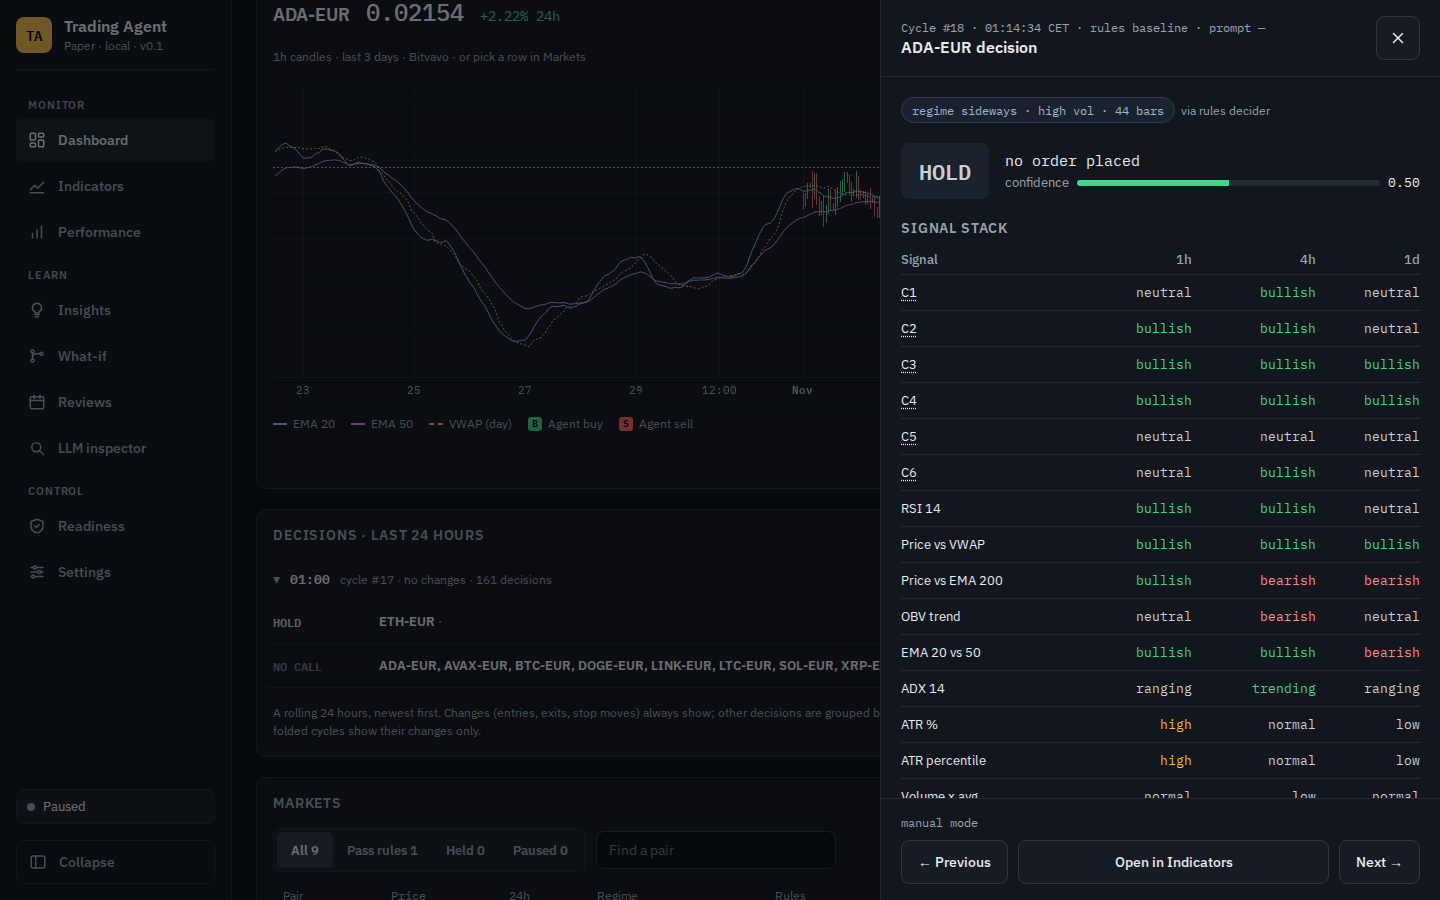 TA
Trading Agent
Paper · local · v0.1
MONITOR
Dashboard
Indicators
Performance
LEARN
Insights
What-if
Reviews
LLM inspector
CONTROL
Readiness
Settings
Paused
Collapse
ADA-EUR 0.02154 +2.22% 24h
1h candles · last 3 days · Bitvavo · or pick a row in Markets
23 25 27 29 12:00 Nov
EMA 20 EMA 50 VWAP (day) B Agent buy S Agent sell
DECISIONS · LAST 24 HOURS
▼ 01:00 cycle #17 · no changes · 161 decisions
HOLD ETH-EUR ·
NO CALL ADA-EUR, AVAX-EUR, BTC-EUR, DOGE-EUR, LINK-EUR, LTC-EUR, SOL-EUR, XRP-E
A rolling 24 hours, newest first. Changes (entries, exits, stop moves) always show; other decisions are grouped b
folded cycles show their changes only.
MARKETS
All 9 Pass rules 1 Held 0 Paused 0 Find a pair
Pair Price 24h Regime Rules
Cycle #18 · 01:14:34 CET · rules baseline · prompt —
ADA-EUR decision
regime sideways · high vol · 44 bars via rules decider
HOLD
no order placed
confidence 0.50
SIGNAL STACK
Signal 1h 4h 1d
C1 neutral bullish neutral
C2 bullish bullish neutral
C3 bullish bullish bullish
C4 bullish bullish bullish
C5 neutral neutral neutral
C6 neutral bullish neutral
RSI 14 bullish bullish neutral
Price vs VWAP bullish bullish bullish
Price vs EMA 200 bullish bearish bearish
OBV trend neutral bearish neutral
EMA 20 vs 50 bullish bullish bearish
ADX 14 ranging trending ranging
ATR % high normal low
ATR percentile high normal low
Volume x avg normal low normal
manual mode
← Previous Open in Indicators Next →